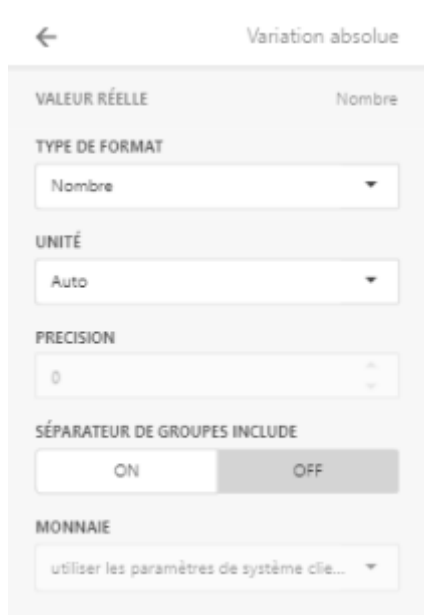 Variation absolue
VALEUR RÉELLE Nombre
TYPE DE FORMAT
Nombre
UNITÉ
Auto
PRECISION
0
SÉPARATEUR DE GROUPES INCLUDE
ON OFF
MONNAIE
utiliser les paramètres de système clie...